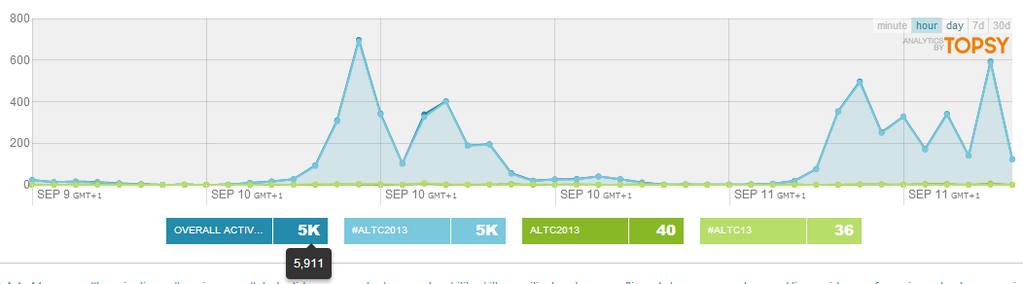 800
minute hour day 7d 30d
ANALYTICS BY TOPSY
600
400
200
0
SEP 9 GMT+1 SEP 10 GMT+1 SEP 10 GMT+1 SEP 10 GMT+1 SEP 11 GMT+1 SEP 11 GMT+1
OVERALL ACTIV... 5K #ALTC2013 5K ALTC2013 40 #ALTC13 36
5,911